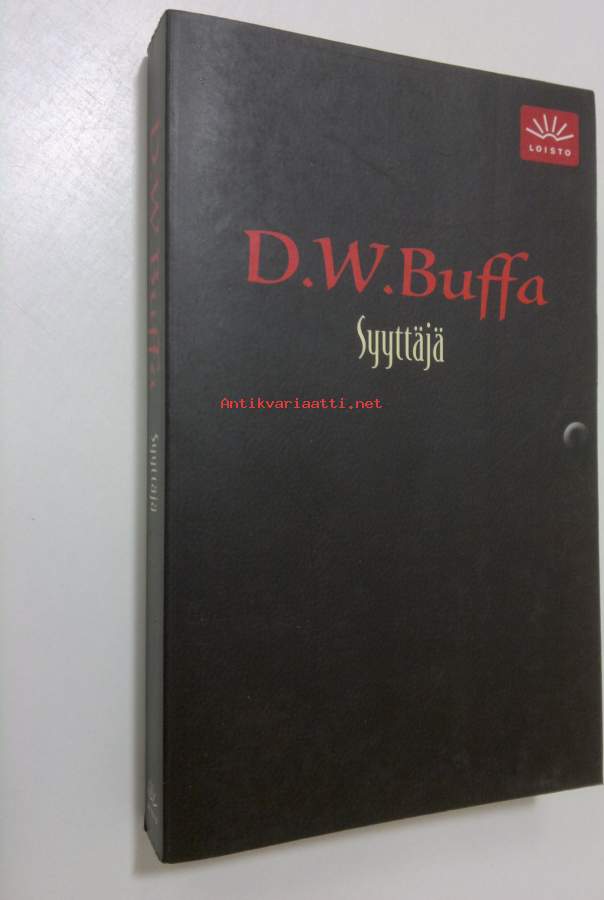 LOISTO
D.W.Buffa
Syyttäjä
Antikvariaatti.net
D.W.Buffa
Syyttäjä